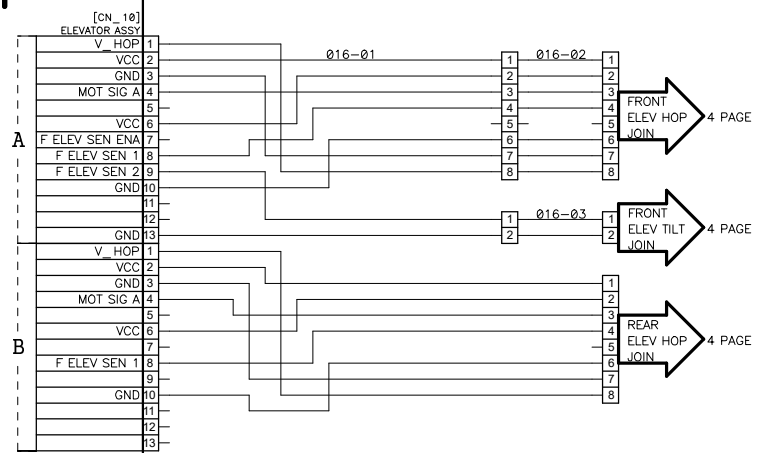 [CN_10]
ELEVATOR ASSY
A
V_HOP 1
VCC 2
GND 3
MOT SIG A 4
5
VCC 6
F ELEV SEN ENA 7
F ELEV SEN 1 8
F ELEV SEN 2 9
GND 10
11
12
GND 13
B
V_HOP 1
VCC 2
GND 3
MOT SIG A 4
5
VCC 6
7
F ELEV SEN 1 8
9
GND 10
11
12
13
016-01
016-02
1 1
2 2
3 3
4 4
5 5
6 6
7 7
8 8
FRONT
ELEV HOP
JOIN
4 PAGE
016-03
1 1
2 2
FRONT
ELEV TILT
JOIN
4 PAGE
1
2
3
4
5
6
7
8
REAR
ELEV HOP
JOIN
4 PAGE